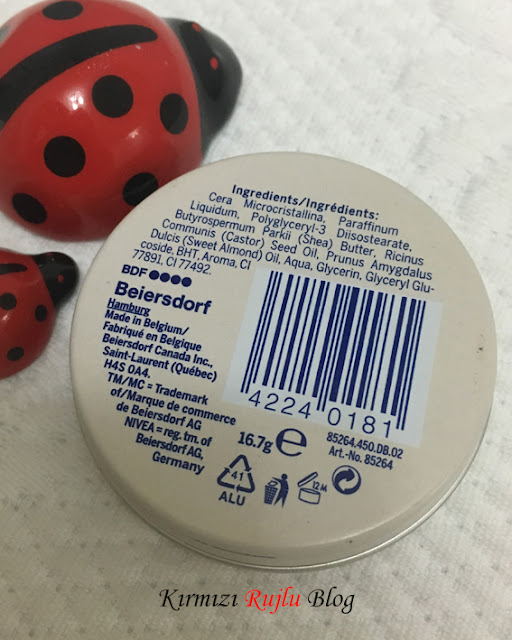 Ingredients/Ingrédients:
Cera Microcristallina, Paraffinum
Liquidum, Polyglyceryl-3 Diisostearate,
Butyrospermum Parkii (Shea) Butter, Ricinus
Communis (Castor) Seed Oil, Prunus Amygdalus
Dulcis (Sweet Almond) Oil, Aqua, Glycerin, Glyceryl Glu-
coside, BHT, Aroma, CI
77891, CI 77492.
BDF
Beiersdorf
Hamburg
Made in Belgium/
Fabriqué en Belgique
Beiersdorf Canada Inc.,
Saint-Laurent (Québec)
H4S 0A4.
TM/MC = Trademark
of/Marque de commerce
de Beiersdorf AG
NIVEA = reg. tm. of
Beiersdorf AG,
Germany
4224 0181
16.7g e
85264.450.DB.02
Art.-No. 85264
41
ALU
12M
Kırmızı Rujlu Blog